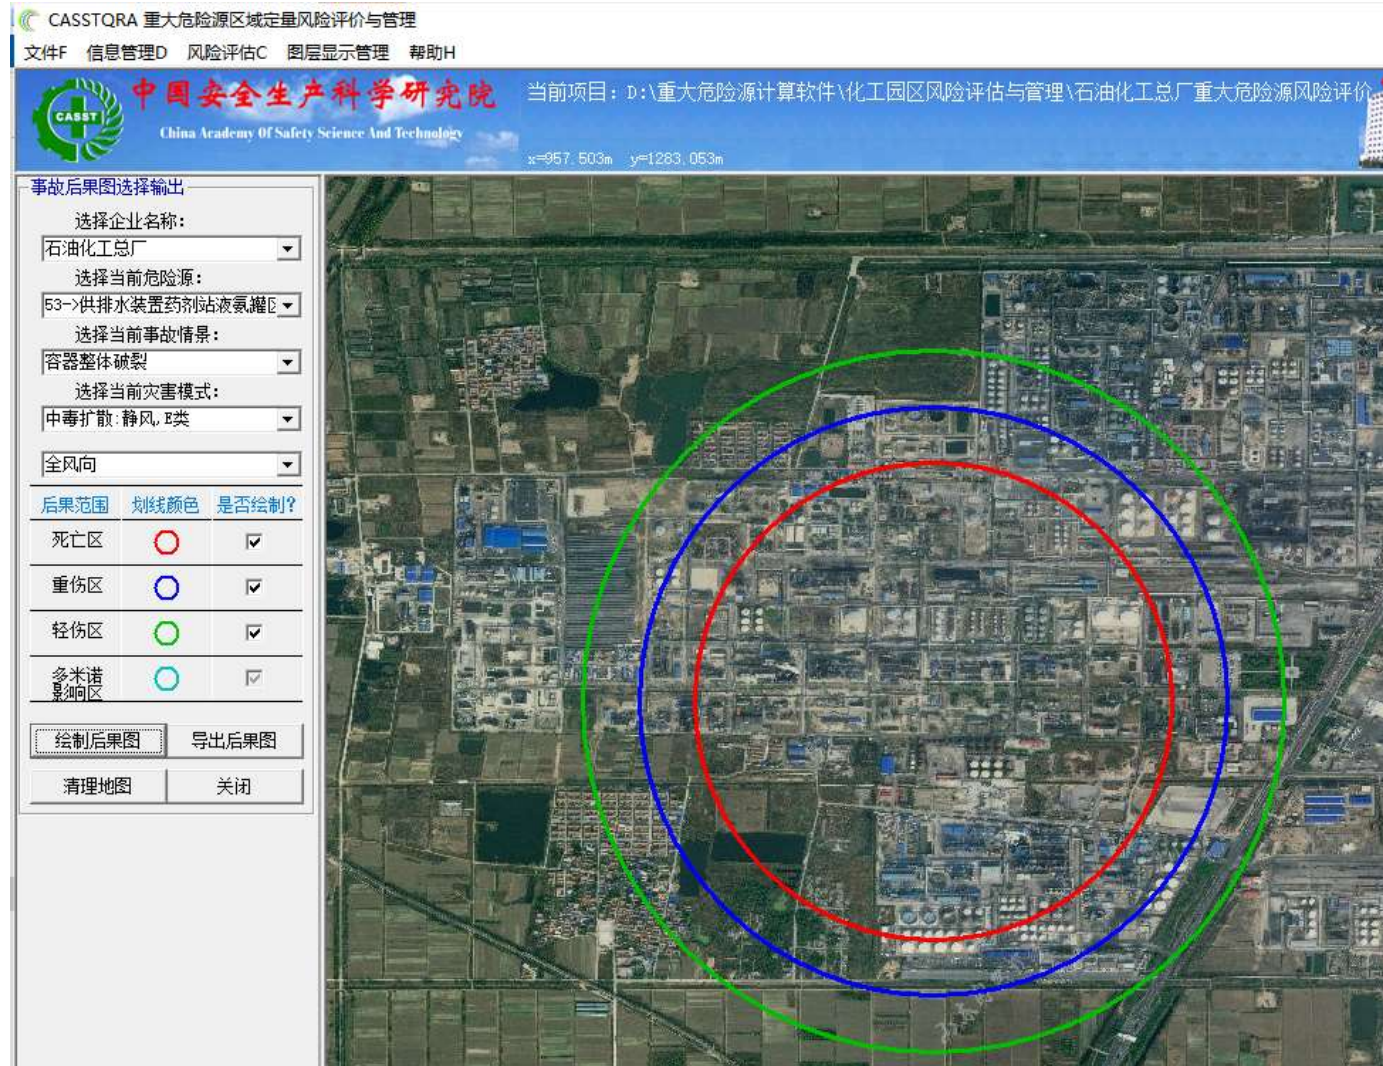 CASSTQRA 重大危险源区域定量风险评价与管理
文件F 信息管理D 风险评估C 图层显示管理 帮助H
中国安全生产科学研究院
CASST
China Academy Of Safety Science And Technology
当前项目: D:\重大危险源计算软件\化工园区风险评估与管理\石油化工总厂重大危险源风险评价
x=957.503m y=1283.053m
事故后果图选择输出
选择企业名称:
石油化工总厂
选择当前危险源:
53->供排水装置药剂站液氨罐
选择当前事故情景:
容器整体破裂
选择当前灾害模式:
中毒扩散:静风,E类
全风向
后果范围 划线颜色 是否绘制?
死亡区
重伤区
轻伤区
多米诺
影响区
绘制后果图 导出后果图
清理地图 关闭